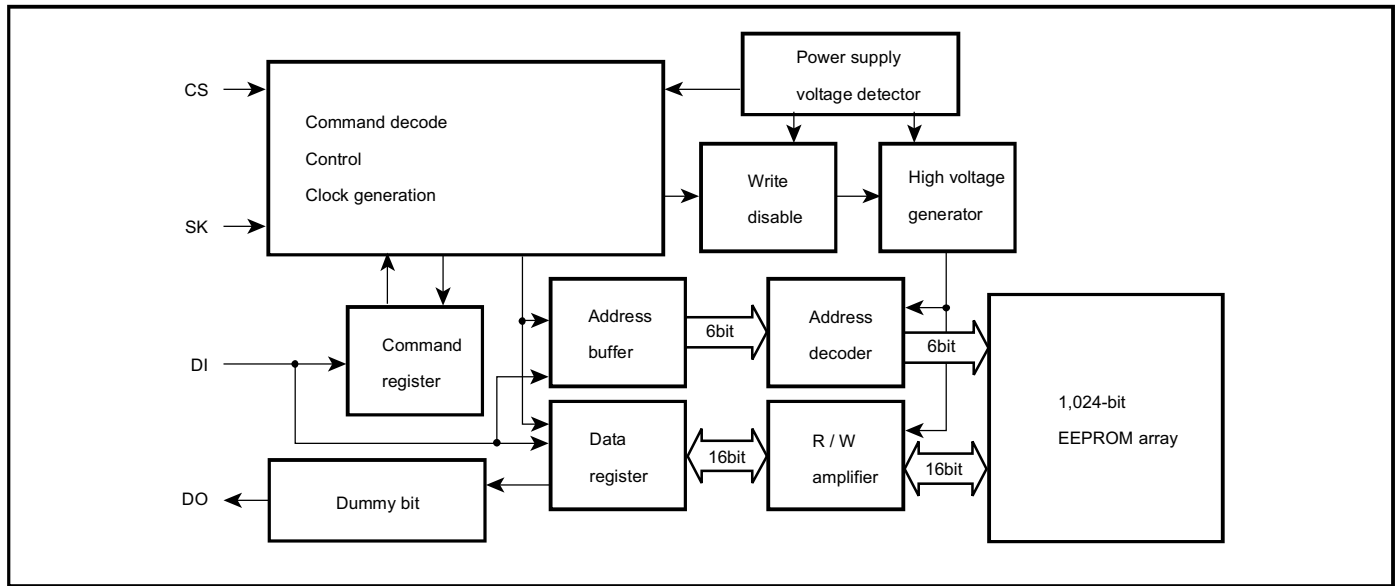 Power supply
voltage detector
CS
Command decode
Control
Clock generation
Write
disable
High voltage
generator
SK
Address
buffer
6bit
Address
decoder
6bit
DI
Command
register
1,024-bit
EEPROM array
Data
register
16bit
R / W
amplifier
16bit
DO
Dummy bit